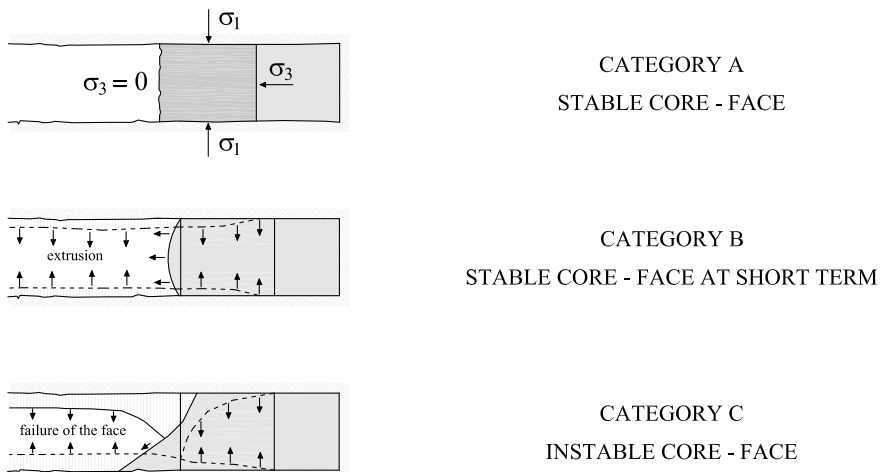 σ1
σ3 = 0
σ3
σ1
CATEGORY A
STABLE CORE - FACE
extrusion
CATEGORY B
STABLE CORE - FACE AT SHORT TERM
failure of the face
CATEGORY C
INSTABLE CORE - FACE